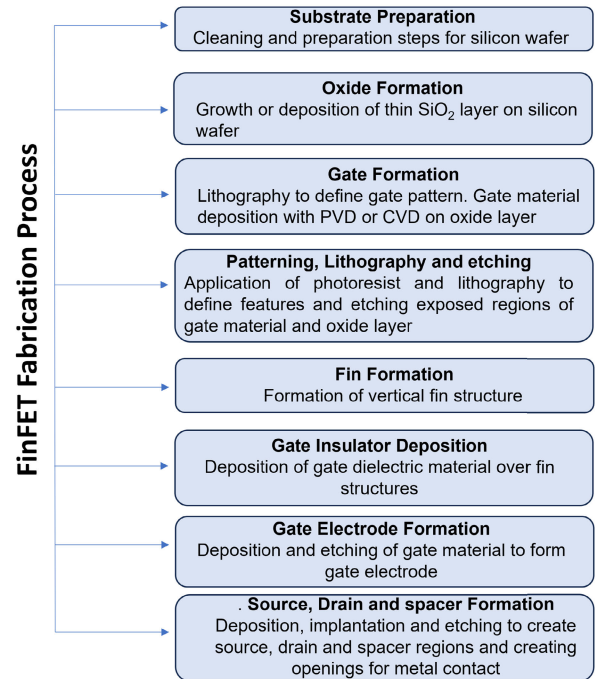 FinFET Fabrication Process
Substrate Preparation
Cleaning and preparation steps for silicon wafer
Oxide Formation
Growth or deposition of thin SiO₂ layer on silicon
wafer
Gate Formation
Lithography to define gate pattern. Gate material
deposition with PVD or CVD on oxide layer
Patterning, Lithography and etching
Application of photoresist and lithography to
define features and etching exposed regions of
gate material and oxide layer
Fin Formation
Formation of vertical fin structure
Gate Insulator Deposition
Deposition of gate dielectric material over fin
structures
Gate Electrode Formation
Deposition and etching of gate material to form
gate electrode
. Source, Drain and spacer Formation
Deposition, implantation and etching to create
source, drain and spacer regions and creating
openings for metal contact